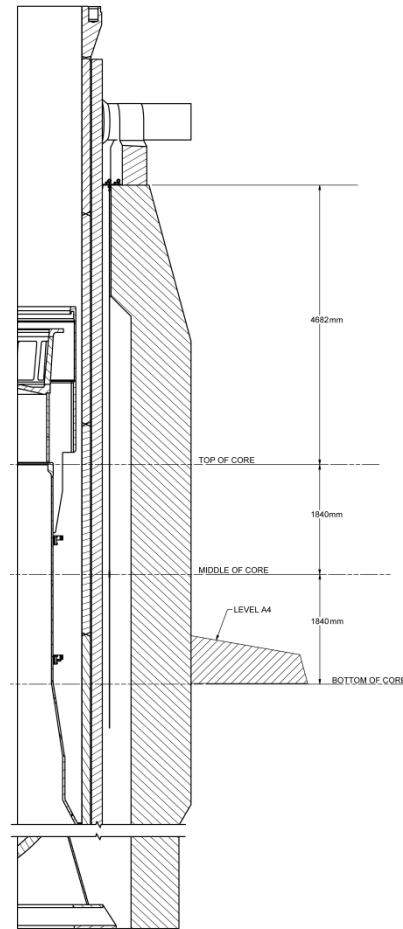 4682mm
TOP OF CORE
1840mm
MIDDLE OF CORE
LEVEL A4
1840mm
BOTTOM OF CORE